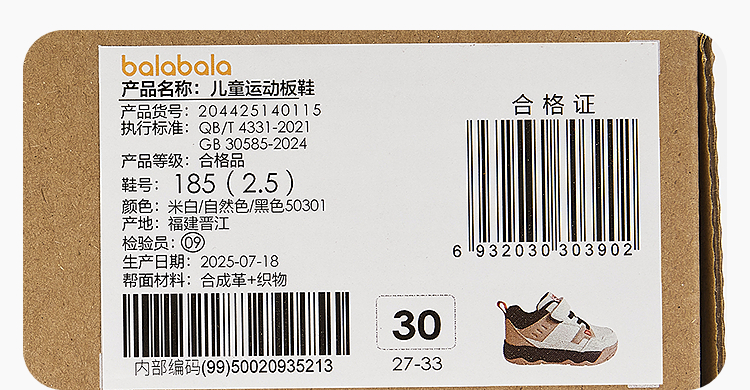 balabala
产品名称：儿童运动板鞋
产品货号：204425140115
执行标准：QB/T 4331-2021
GB 30585-2024
产品等级：合格品
鞋号：185（2.5）
颜色：米白/自然色/黑色50301
产地：福建晋江
检验员：09
生产日期：2025-07-18
帮面材料：合成革+织物
内部编码(99)50020935213
合格证
6 932030 303902
30
27-33